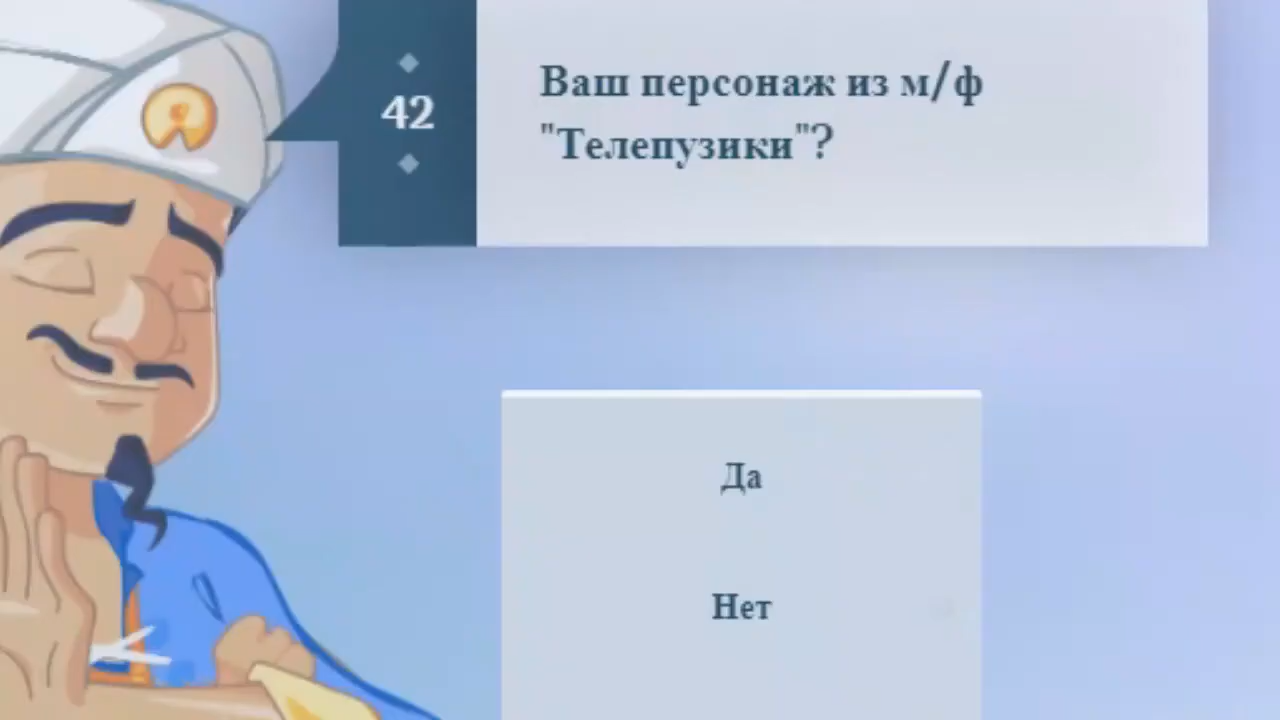 42
Ваш персонаж из м/ф
"Телепузики"?
Да
Нет